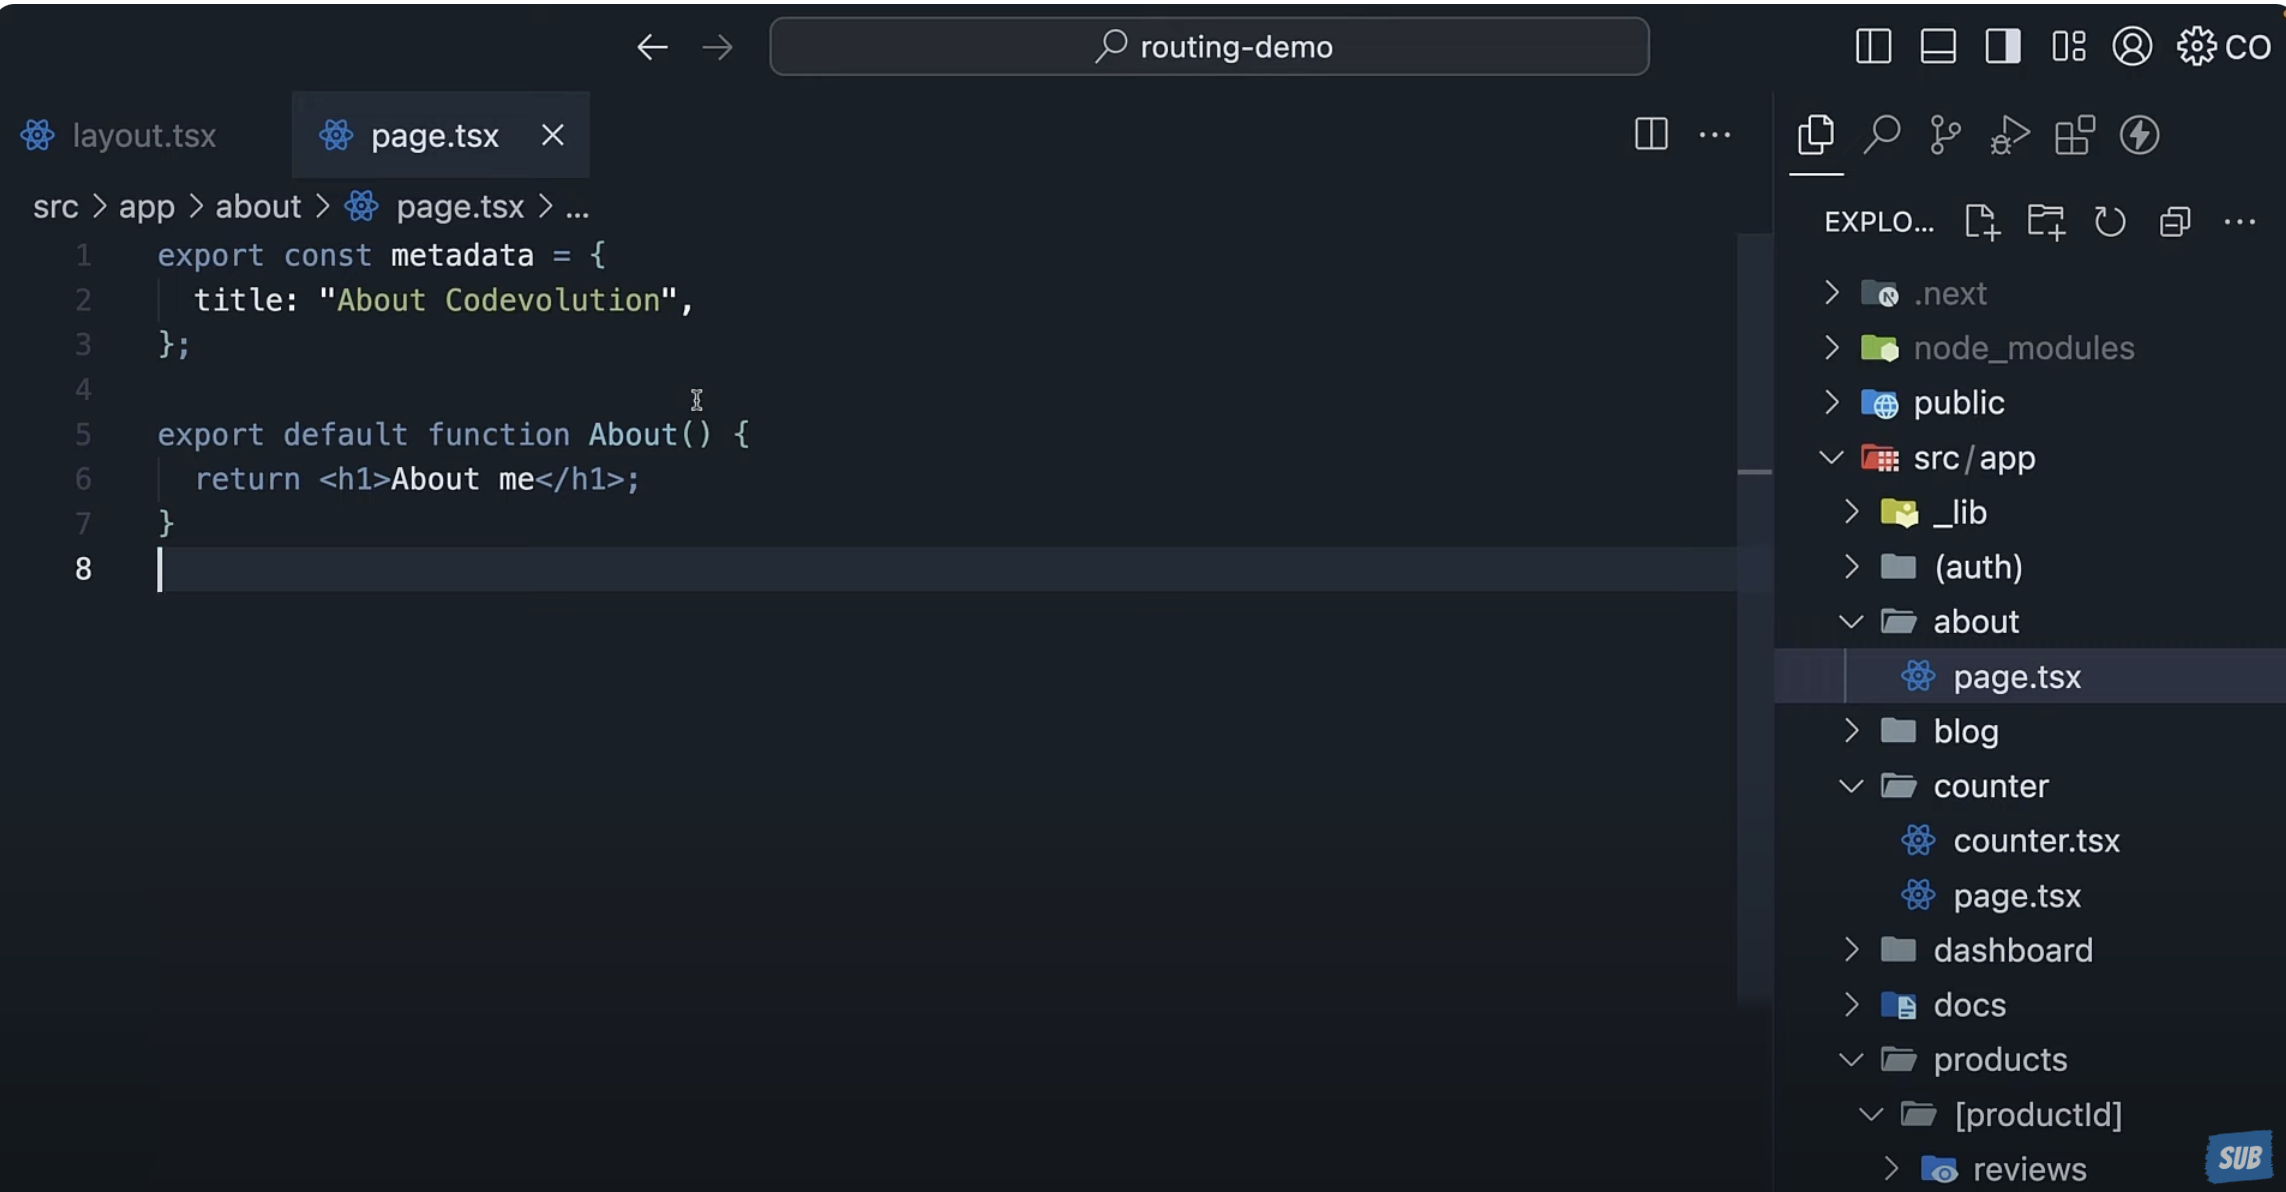 routing-demo
CO
layout.tsx
page.tsx
src > app > about > page.tsx > ...
EXPLO...
1 export const metadata = {
2   title: "About Codevolution",
3 };
4
5 export default function About() {
6   return <h1>About me</h1>;
7 }
8
.next
node_modules
public
src/app
_lib
(auth)
about
page.tsx
blog
counter
counter.tsx
page.tsx
dashboard
docs
products
[productId]
reviews
SUB